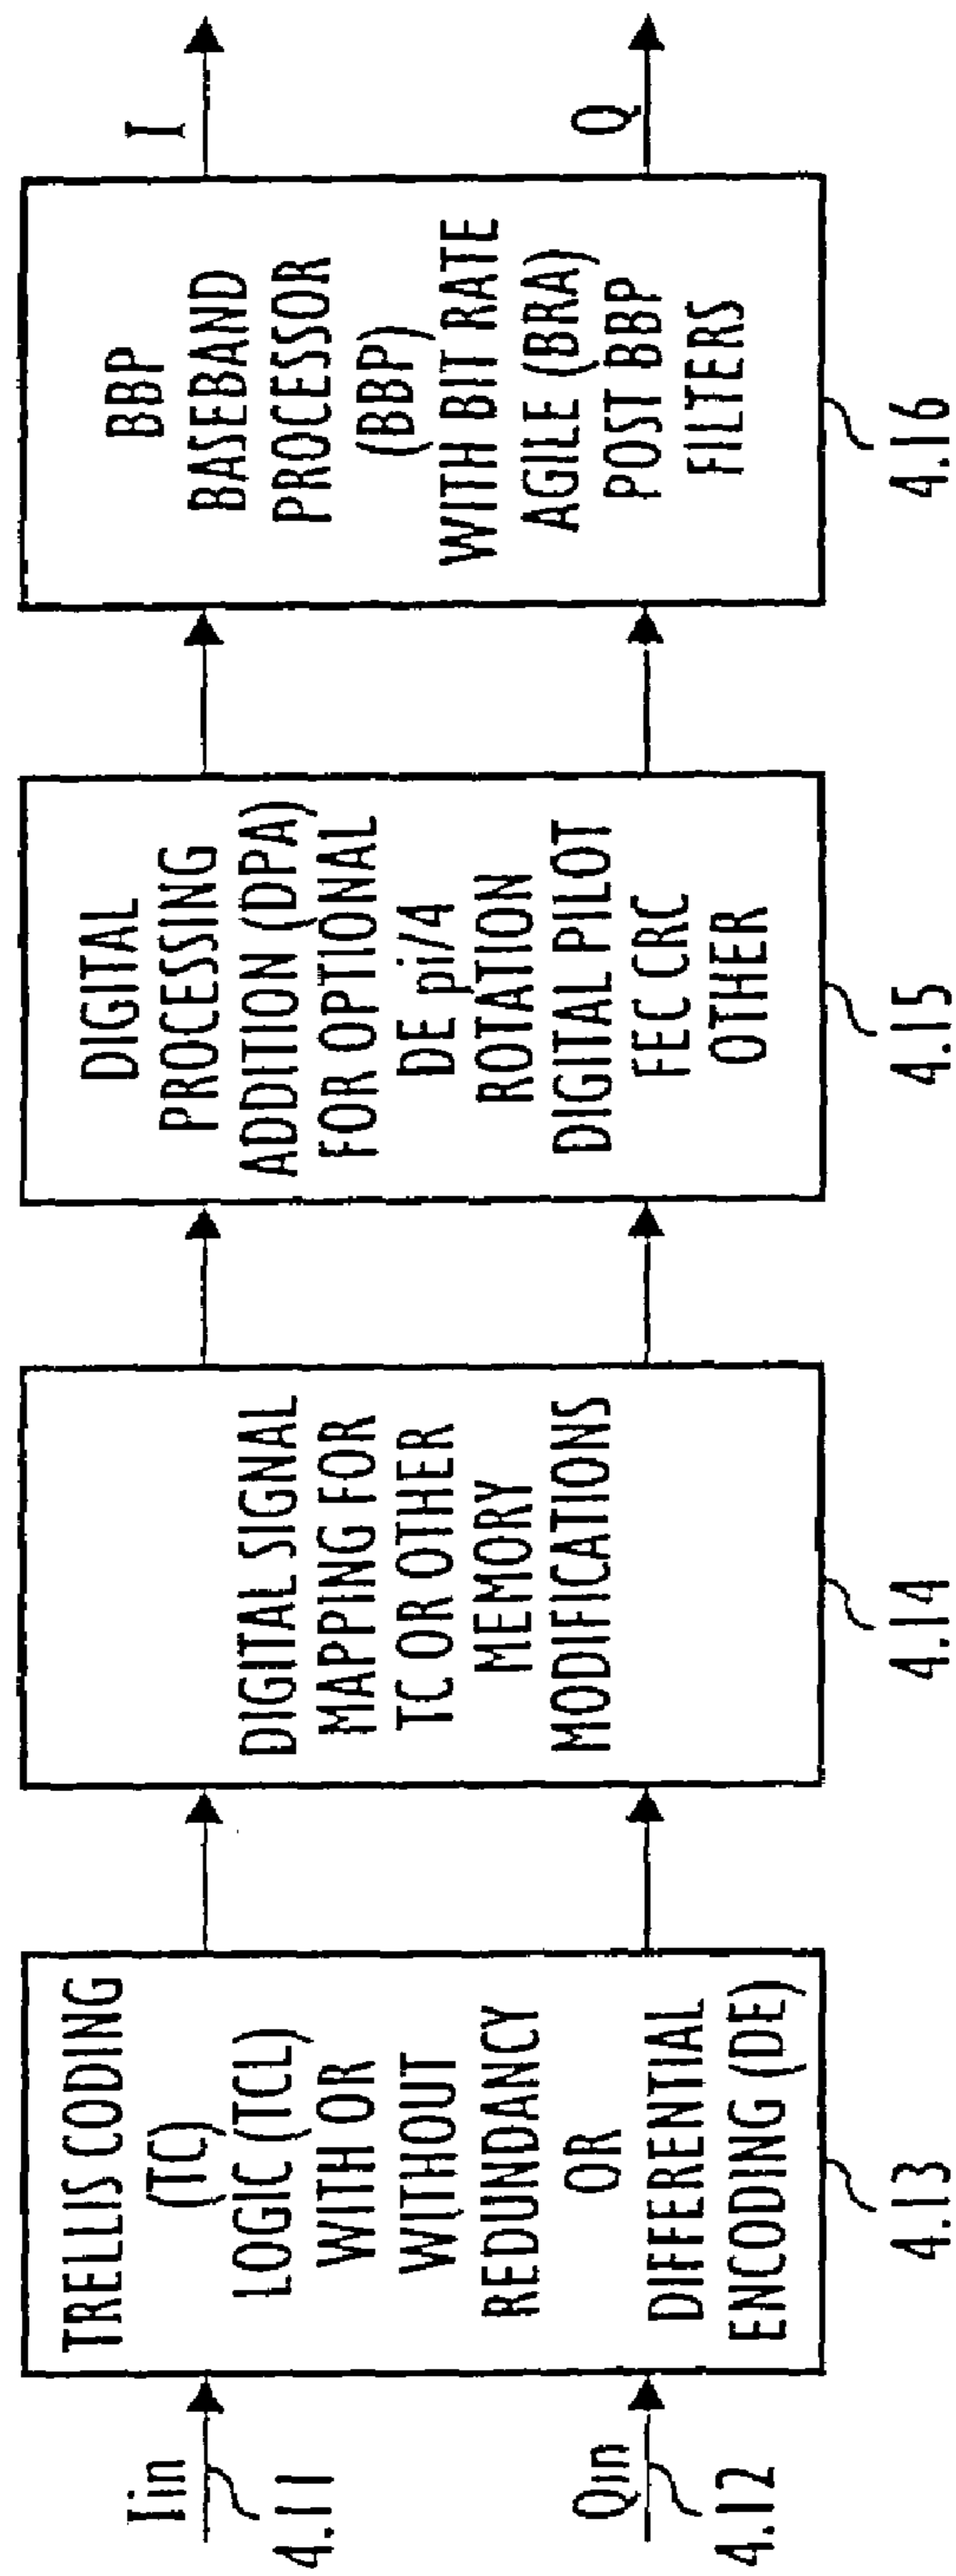 Iin
4.11
Qin
4.12
TRELLIS CODING
(TC)
LOGIC (TCL)
WITH OR
WITHOUT
REDUNDANCY
OR
DIFFERENTIAL
ENCODING (DE)
4.13
DIGITAL SIGNAL
MAPPING FOR
TC OR OTHER
MEMORY
MODIFICATIONS
4.14
DIGITAL
PROCESSING
ADDITION (DPA)
FOR OPTIONAL
DE pi/4
ROTATION
DIGITAL PILOT
FEC CRC
OTHER
4.15
BBP
BASEBAND
PROCESSOR
(BBP)
WITH BIT RATE
AGILE (BRA)
POST BBP
FILTERS
4.16
I
Q